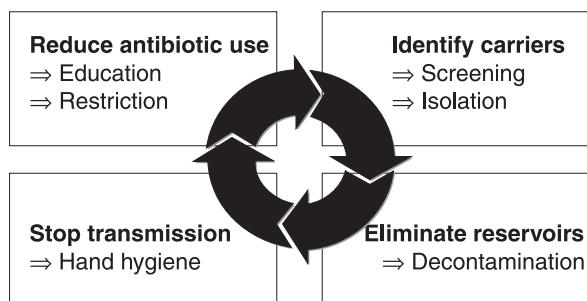 Reduce antibiotic use
⇒ Education
⇒ Restriction
Identify carriers
⇒ Screening
⇒ Isolation
Stop transmission
⇒ Hand hygiene
Eliminate reservoirs
⇒ Decontamination